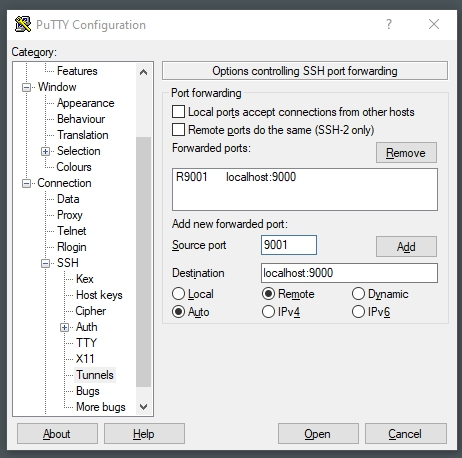 PuTTY Configuration
?
Category:
Features
Window
Appearance
Behaviour
Translation
Selection
Colours
Connection
Data
Proxy
Telnet
Rlogin
SSH
Kex
Host keys
Cipher
Auth
TTY
X11
Tunnels
Bugs
More bugs
Options controlling SSH port forwarding
Port forwarding
Local ports accept connections from other hosts
Remote ports do the same (SSH-2 only)
Forwarded ports:
Remove
R9001 localhost:9000
Add new forwarded port:
Source port 9001 Add
Destination localhost:9000
Local Remote Dynamic
Auto IPv4 IPv6
About Help Open Cancel